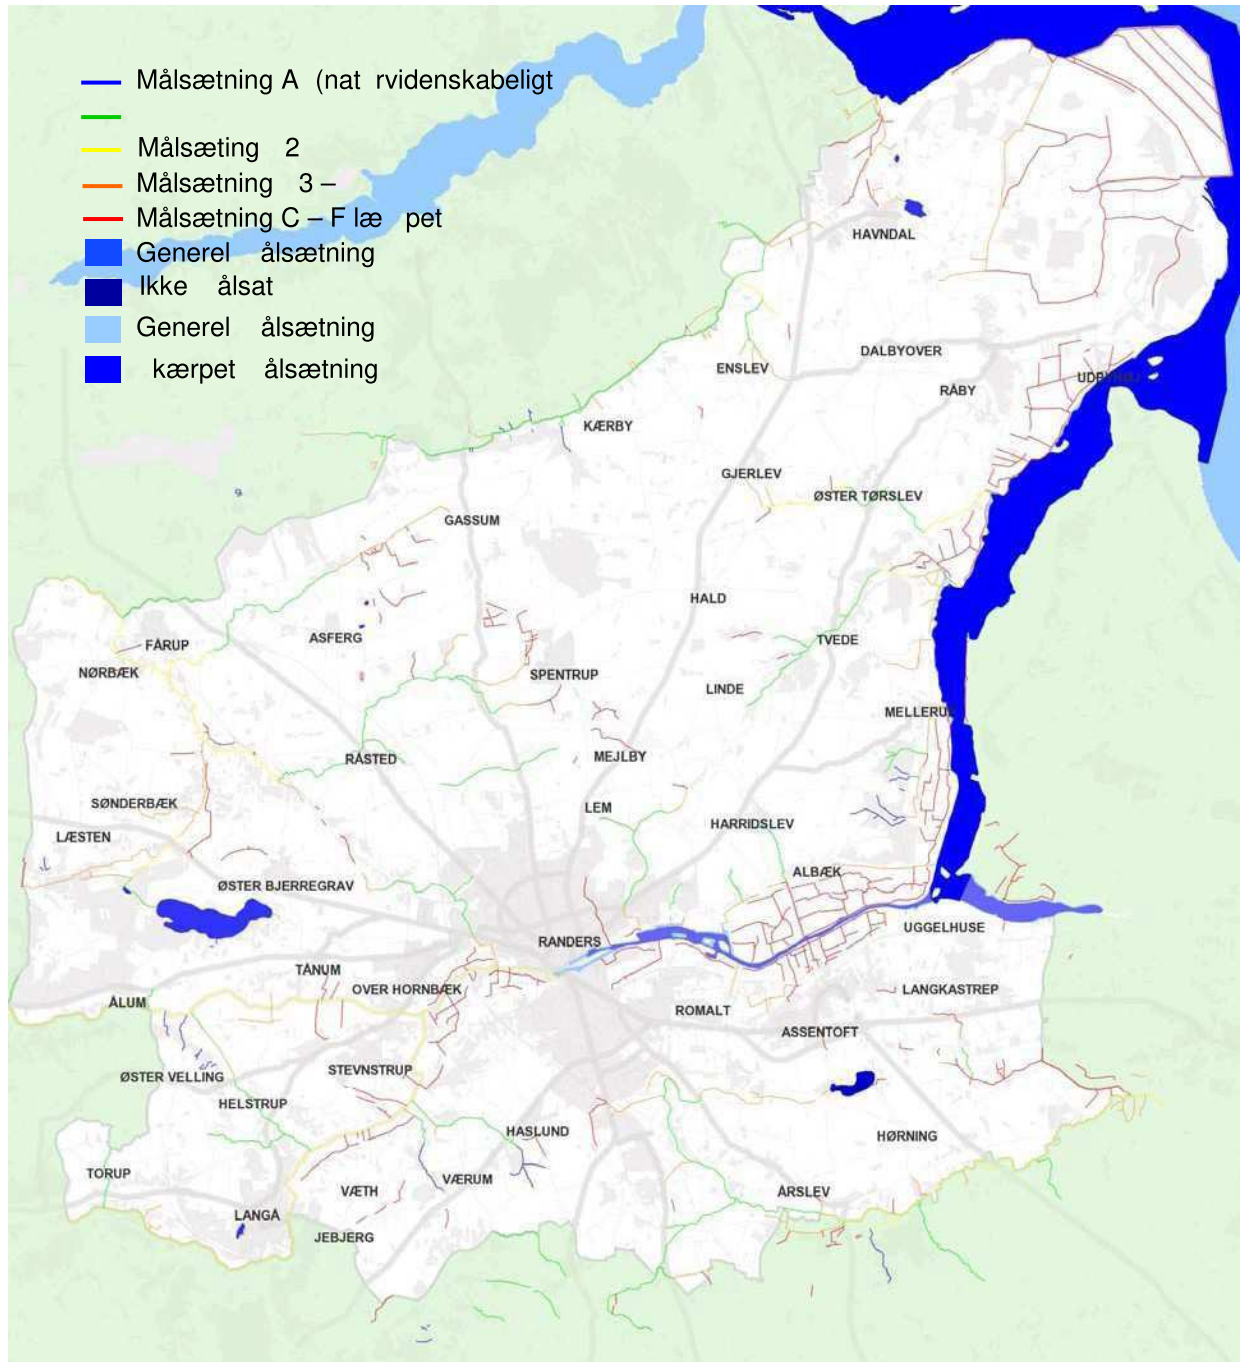 Målsætning A (nat rvidenskabeligt
Målsæting 2
Målsætning 3 –
Målsætning C – F læ pet
Generel ålsætning
Ikke ålsat
Generel ålsætning
kærpet ålsætning
HAVNDAL
DALBYOVER
ENSLEV
UDBYHØJ
RÅBY
KÆRBY
GJERLEV
ØSTER TØRSLEV
GASSUM
HALD
ASFERG
TVEDE
FÅRUP
NØRBÆK
SPENTRUP
LINDE
MELLERUP
RÅSTED
MEJLBY
SØNDERBÆK
LEM
HARRIDSLEV
LÆSTEN
ALBÆK
ØSTER BJERREGRAV
UGGELHUSE
RANDERS
TÅNUM
OVER HORNBÆK
LANGKASTREP
ÅLUM
ROMALT
ASSENTOFT
STEVNSTRUP
ØSTER VELLING
HELSTRUP
HASLUND
HØRNING
TORUP
VÆRUM
VÆTH
ÅRSLEV
LANGÅ
JEBJERG